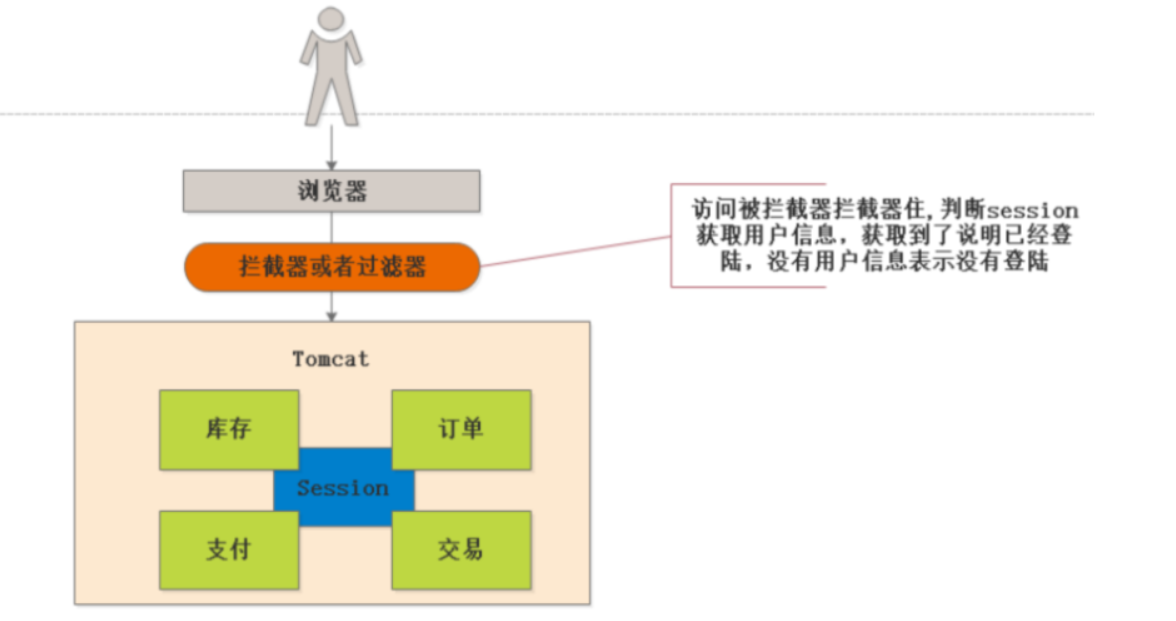 浏览器
拦截器或者过滤器
访问被拦截器拦截器住,判断session
获取用户信息，获取到了说明已经登
陆，没有用户信息表示没有登陆
Tomcat
库存
订单
Session
支付
交易